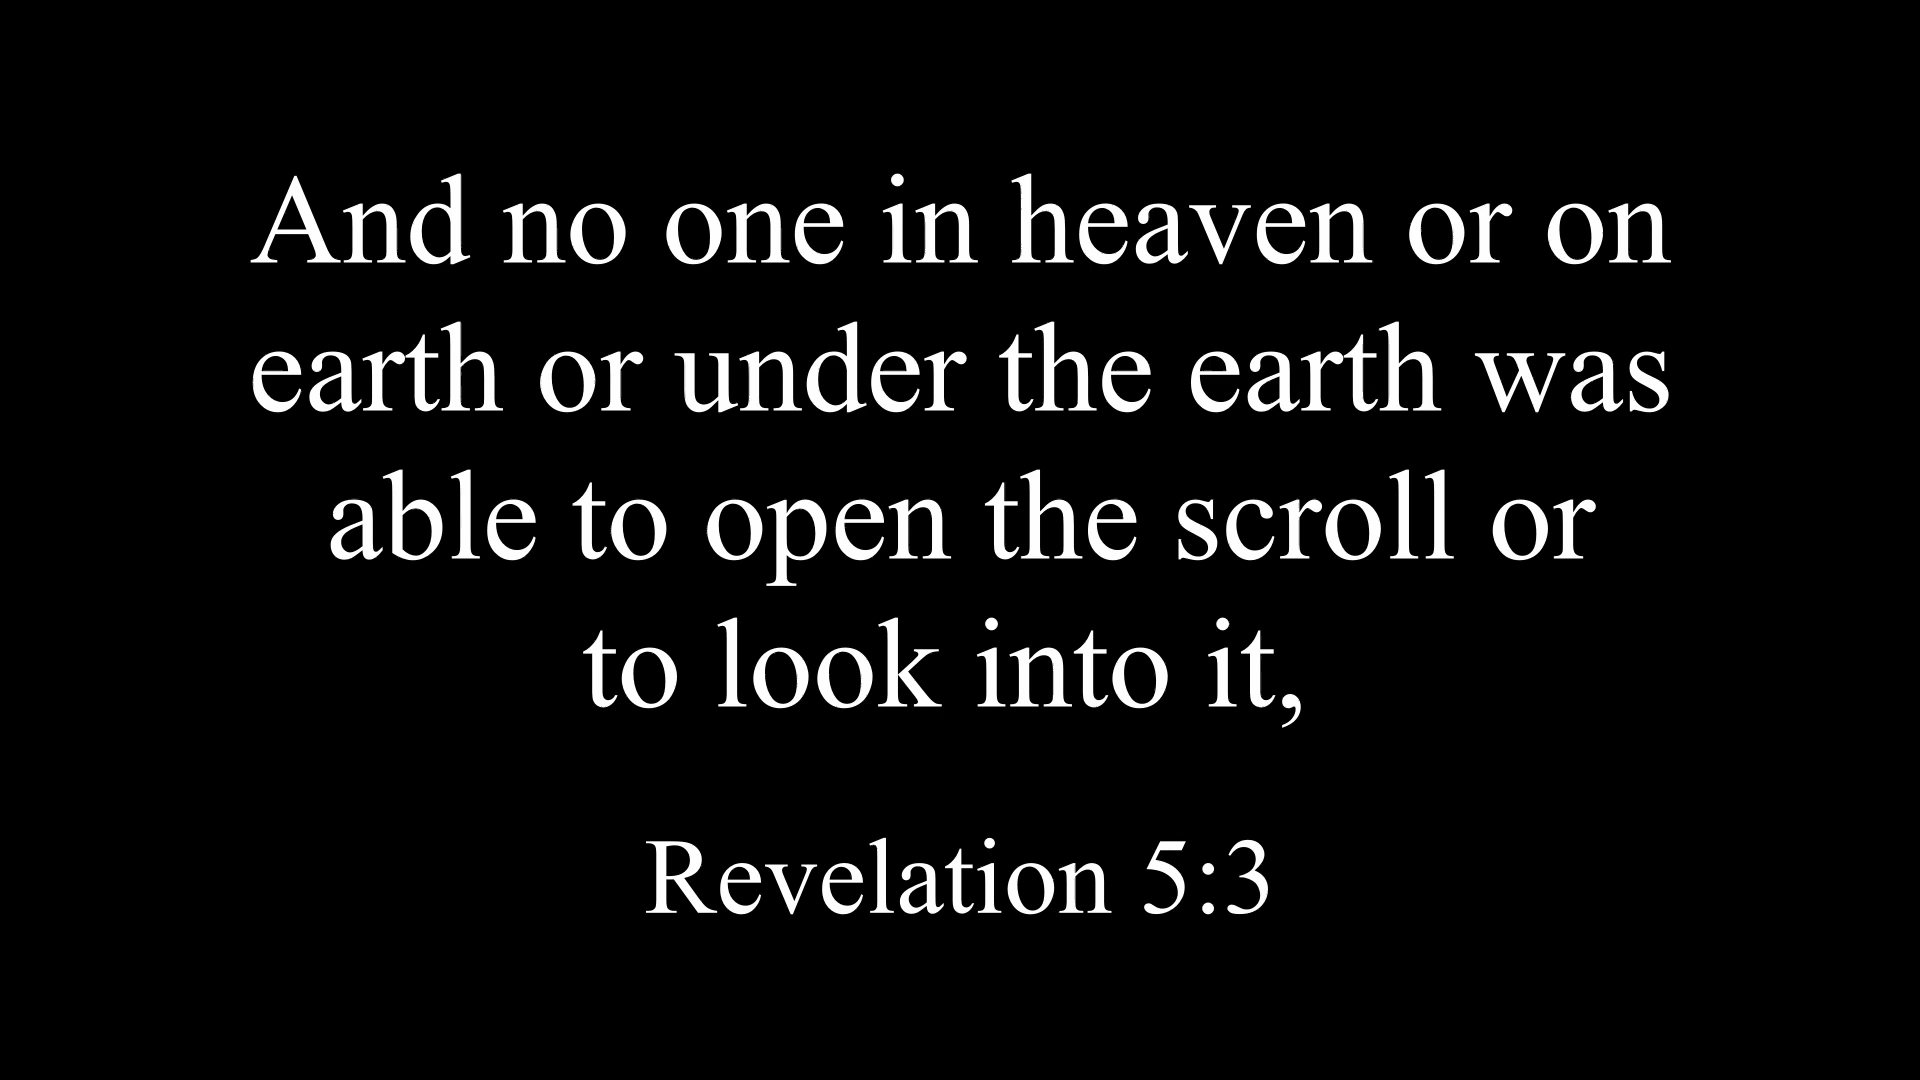 And no one in heaven or on
earth or under the earth was
able to open the scroll or
to look into it,
Revelation 5:3